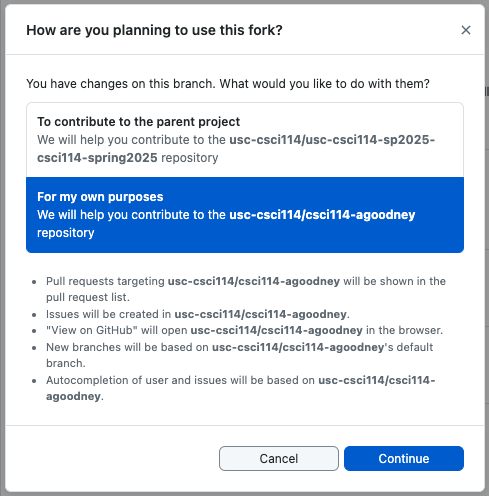 How are you planning to use this fork?
You have changes on this branch. What would you like to do with them?
To contribute to the parent project
We will help you contribute to the usc-csci114/usc-csci114-sp2025-
csci114-spring2025 repository
For my own purposes
We will help you contribute to the usc-csci114/csci114-agoodney
repository
• Pull requests targeting usc-csci114/csci114-agoodney will be shown in the
pull request list.
• Issues will be created in usc-csci114/csci114-agoodney.
• "View on GitHub" will open usc-csci114/csci114-agoodney in the browser.
• New branches will be based on usc-csci114/csci114-agoodney's default
branch.
• Autocompletion of user and issues will be based on usc-csci114/csci114-
agoodney.
Cancel
Continue